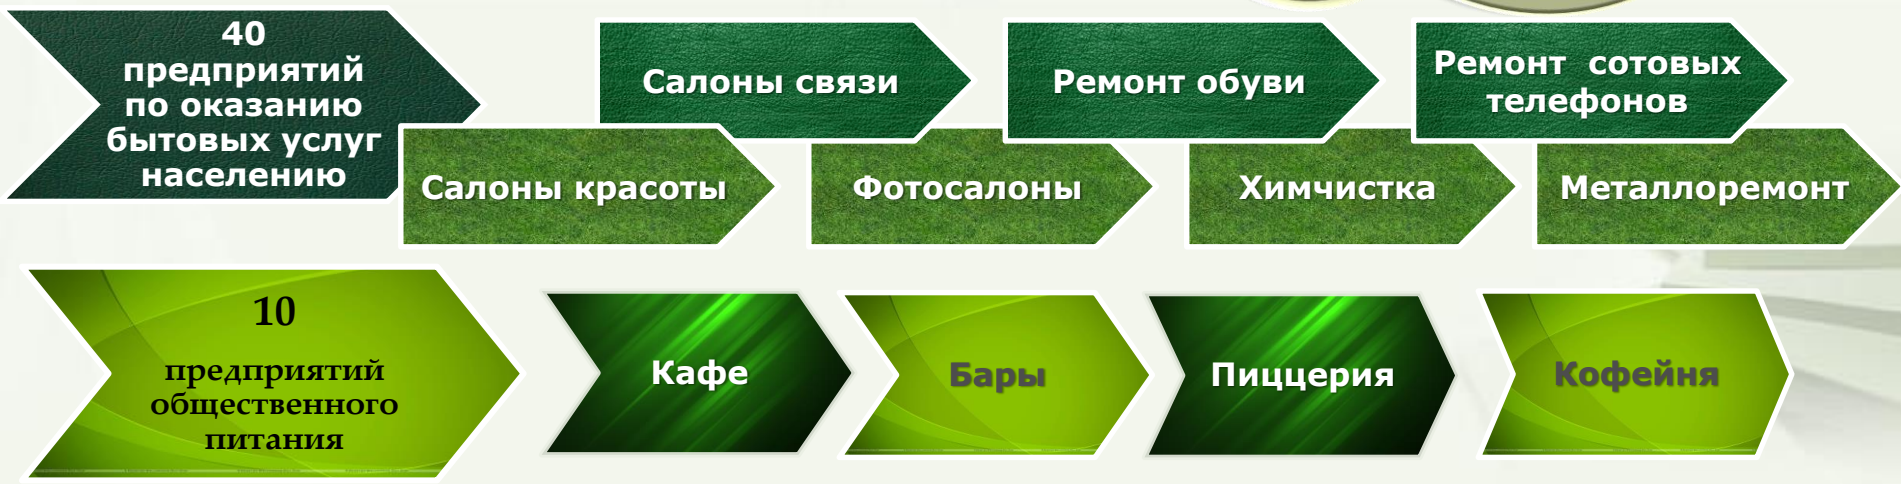 40
предприятий
по оказанию
бытовых услуг
населению
Салоны связи
Ремонт обуви
Ремонт сотовых
телефонов
Салоны красоты
Фотосалоны
Химчистка
Металлоремонт
10
предприятий
общественного
питания
Кафе
Бары
Пиццерия
Кофейня